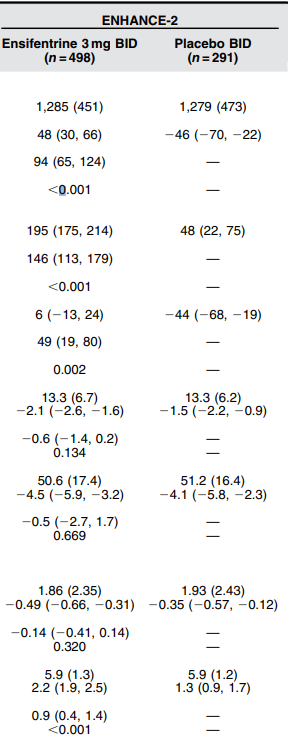 ENHANCE-2
Ensifentrine 3 mg BID Placebo BID
(n = 498) (n = 291)
1,285 (451) 1,279 (473)
48 (30, 66) −46 (−70, −22)
94 (65, 124) —
<0.001 —
195 (175, 214) 48 (22, 75)
146 (113, 179) —
<0.001 —
6 (−13, 24) −44 (−68, −19)
49 (19, 80) —
0.002 —
13.3 (6.7) 13.3 (6.2)
−2.1 (−2.6, −1.6) −1.5 (−2.2, −0.9)
−0.6 (−1.4, 0.2) —
0.134 —
50.6 (17.4) 51.2 (16.4)
−4.5 (−5.9, −3.2) −4.1 (−5.8, −2.3)
−0.5 (−2.7, 1.7) —
0.669 —
1.86 (2.35) 1.93 (2.43)
−0.49 (−0.66, −0.31) −0.35 (−0.57, −0.12)
−0.14 (−0.41, 0.14) —
0.320 —
5.9 (1.3) 5.9 (1.2)
2.2 (1.9, 2.5) 1.3 (0.9, 1.7)
0.9 (0.4, 1.4) —
<0.001 —